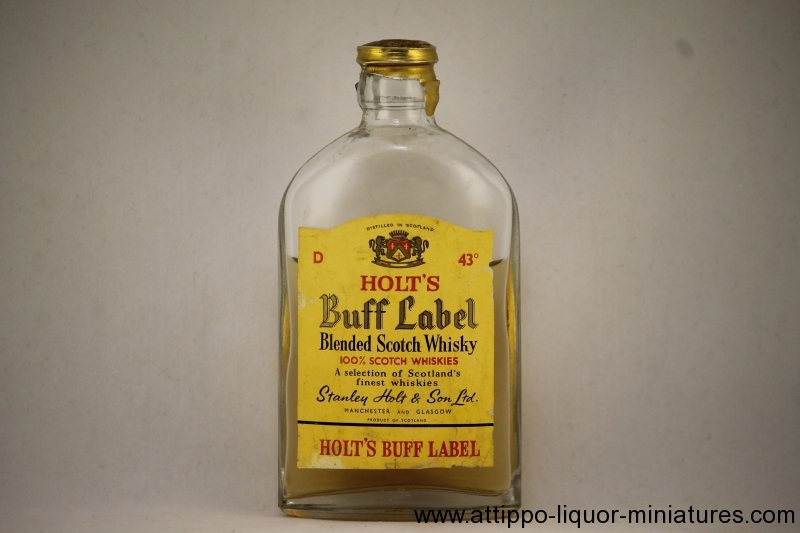 DISTILLED IN SCOTLAND
D 43°
HOLT'S
Buff Label
Blended Scotch Whisky
100% SCOTCH WHISKIES
A selection of Scotland's
finest whiskies
Stanley Holt & Son Ltd.
MANCHESTER AND GLASGOW
PRODUCT OF SCOTLAND
HOLT'S BUFF LABEL
www.attippo-liquor-miniatures.com